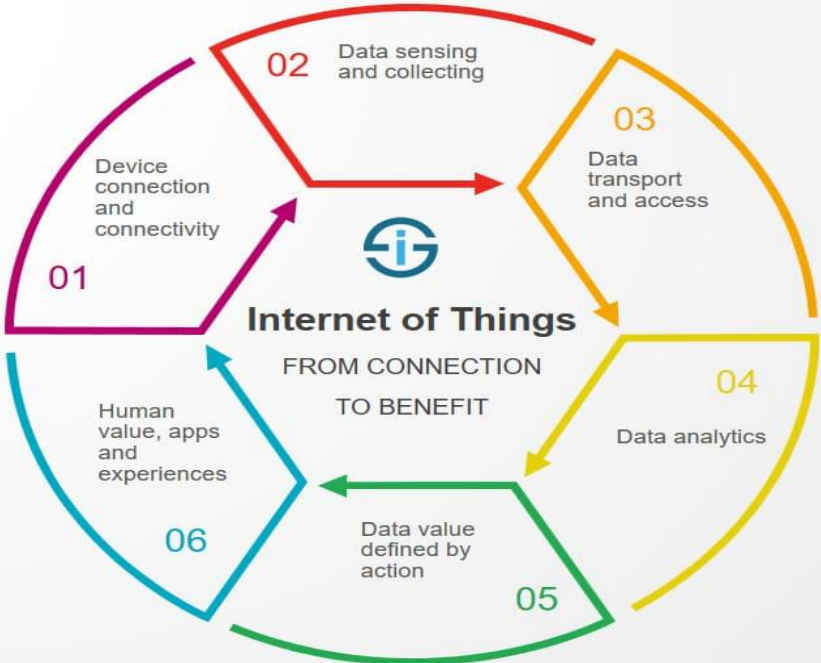 01
Device
connection
and
connectivity
02
Data sensing
and collecting
03
Data
transport
and access
04
Data analytics
05
Data value
defined by
action
06
Human
value, apps
and
experiences
i
Internet of Things
FROM CONNECTION
TO BENEFIT